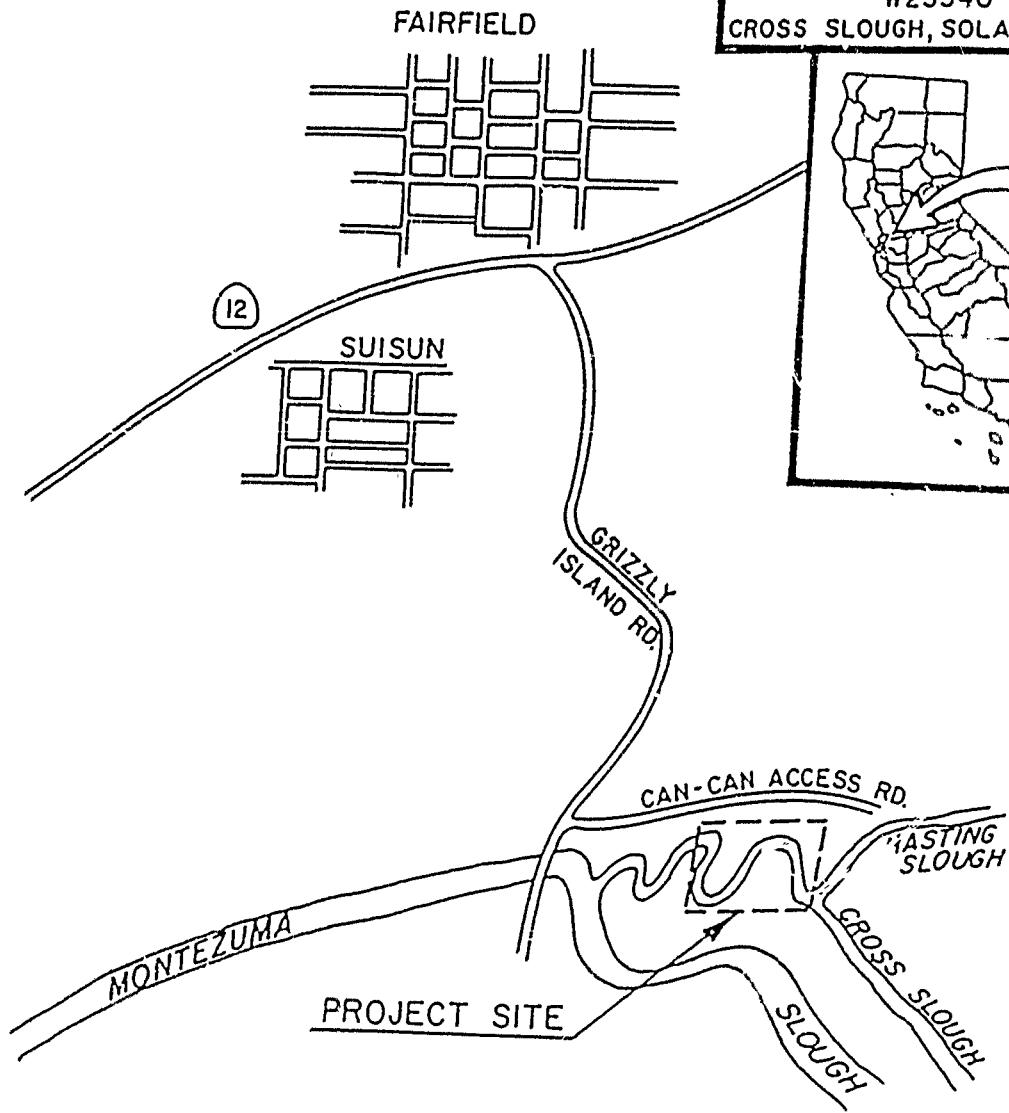 FAIRFIELD
CROSS SLOUGH,
12
SUISUN
GRIZZLY
ISLAND RD.
CAN-CAN ACCESS RD.
SLOUGH
MONTEZUMA
CROSS SLOUGH
PROJECT SITE
SLOUGH